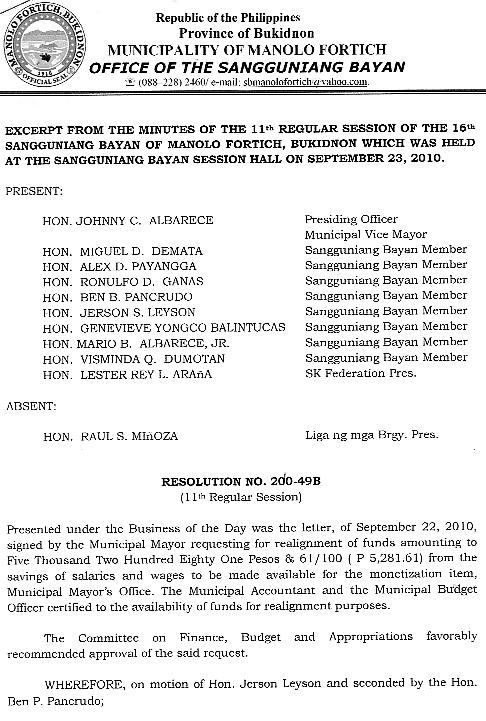 MANOLO FORTICH, BUKIDNON
1916
OFFICIAL SEAL
Republic of the Philippines
Province of Bukidnon
MUNICIPALITY OF MANOLO FORTICH
OFFICE OF THE SANGGUNIANG BAYAN
☏ (088-228) 2460/ e-mail: sbmanolofortich@yahoo.com.
EXCERPT FROM THE MINUTES OF THE 11th REGULAR SESSION OF THE 16th
SANGGUNIANG BAYAN OF MANOLO FORTICH, BUKIDNON WHICH WAS HELD
AT THE SANGGUNIANG BAYAN SESSION HALL ON SEPTEMBER 23, 2010.
PRESENT:
HON. JOHNNY C. ALBARECE Presiding Officer
Municipal Vice Mayor
HON. MIGUEL D. DEMATA Sangguniang Bayan Member
HON. ALEX D. PAYANGGA Sangguniang Bayan Member
HON. RONULFO D. GANAS Sangguniang Bayan Member
HON. BEN B. PANCRUDO Sangguniang Bayan Member
HON. JERSON S. LEYSON Sangguniang Bayan Member
HON. GENEVIEVE YONGCO BALINTUCAS Sangguniang Bayan Member
HON. MARIO B. ALBARECE, JR. Sangguniang Bayan Member
HON. VISMINDA Q. DUMOTAN Sangguniang Bayan Member
HON. LESTER REY L. ARAñA SK Federation Pres.
ABSENT:
HON. RAUL S. MIñOZA Liga ng mga Brgy. Pres.
RESOLUTION NO. 200-49B
(11th Regular Session)
Presented under the Business of the Day was the letter, of September 22, 2010,
signed by the Municipal Mayor requesting for realignment of funds amounting to
Five Thousand Two Hundred Eighty One Pesos & 61/100 ( P 5,281.61) from the
savings of salaries and wages to be made available for the monetization item,
Municipal Mayor's Office. The Municipal Accountant and the Municipal Budget
Officer certified to the availability of funds for realignment purposes.
The Committee on Finance, Budget and Appropriations favorably
recommended approval of the said request.
WHEREFORE, on motion of Hon. Jerson Leyson and seconded by the Hon.
Ben P. Pancrudo;